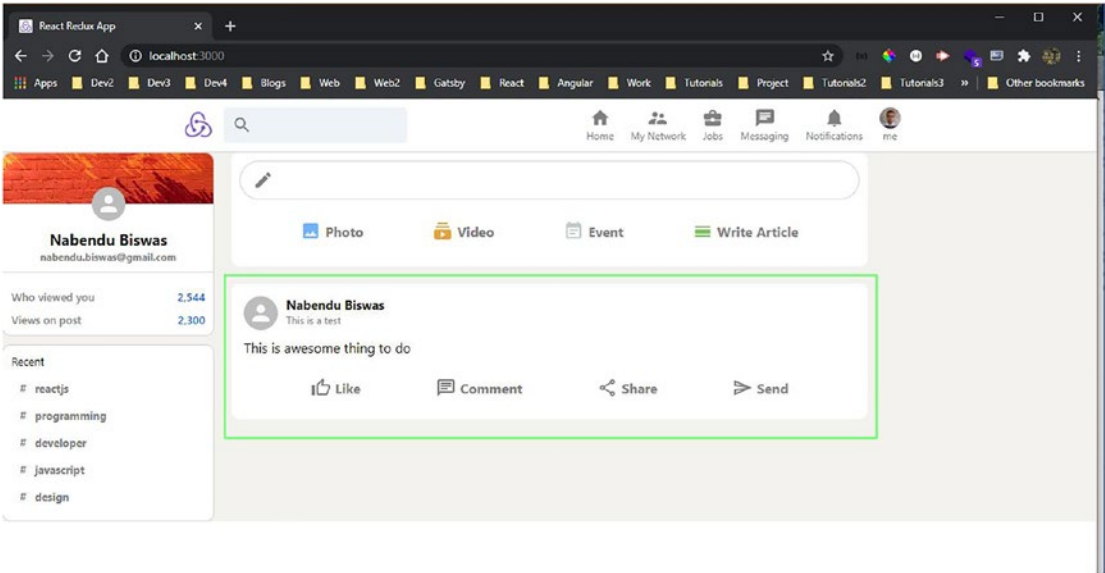 React Redux App
localhost:3000
Apps Dev2 Dev3 Dev4 Blogs Web Web2 Gatsby React Angular Work Tutorials Project Tutorials2 Tutorials3 » Other bookmarks
Home My Network Jobs Messaging Notifications me
Photo Video Event Write Article
Nabendu Biswas
nabendu.biswas@gmail.com
Who viewed you 2,544
Views on post 2,300
Nabendu Biswas
This is a test
This is awesome thing to do
Like Comment Share Send
Recent
# reactjs
# programming
# developer
# javascript
# design